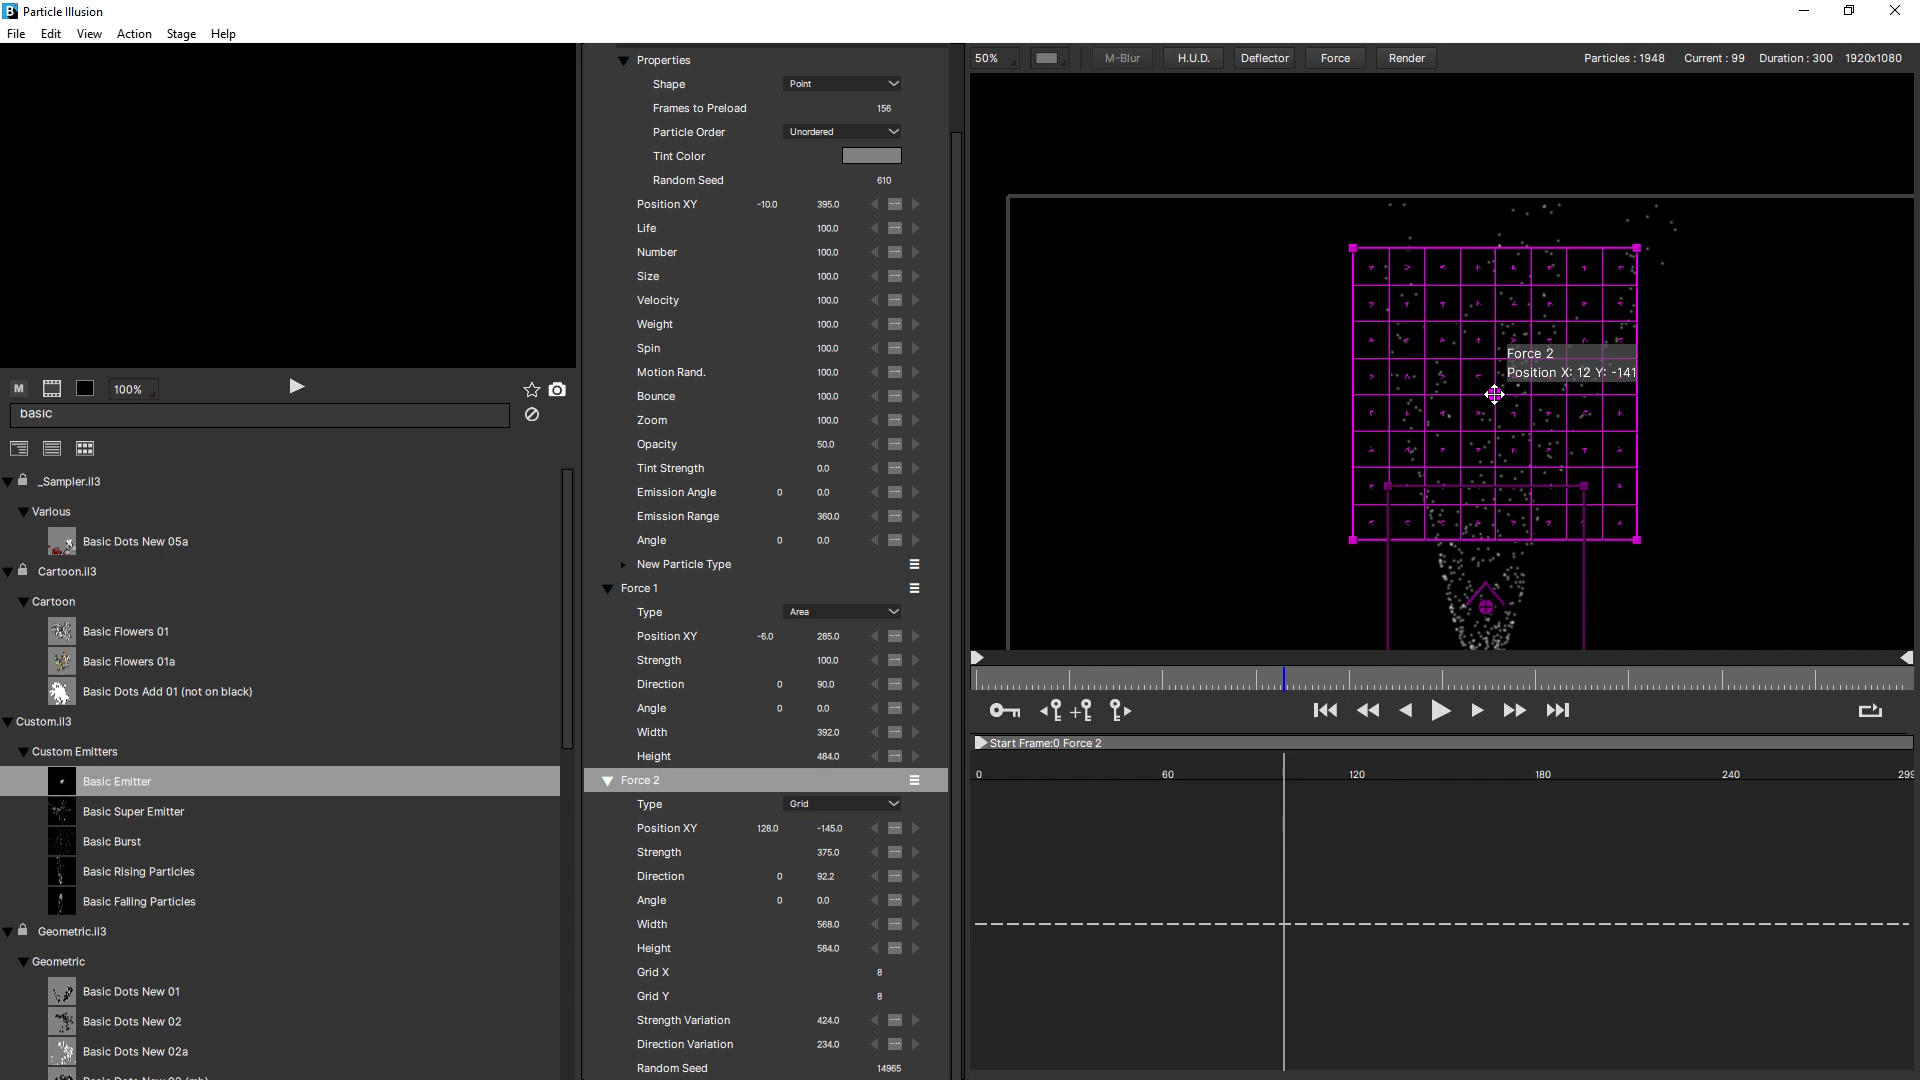 Particle Illusion
File Edit View Action Stage Help
M 100%
basic
_Sampler.il3
Various
Basic Dots New 05a
Cartoon.il3
Cartoon
Basic Flowers 01
Basic Flowers 01a
Basic Dots Add 01 (not on black)
Custom.il3
Custom Emitters
Basic Emitter
Basic Super Emitter
Basic Burst
Basic Rising Particles
Basic Falling Particles
Geometric.il3
Geometric
Basic Dots New 01
Basic Dots New 02
Basic Dots New 02a
Properties
Shape Point
Frames to Preload 156
Particle Order Unordered
Tint Color
Random Seed 610
Position XY -10.0 395.0
Life 100.0
Number 100.0
Size 100.0
Velocity 100.0
Weight 100.0
Spin 100.0
Motion Rand. 100.0
Bounce 100.0
Zoom 100.0
Opacity 50.0
Tint Strength 0.0
Emission Angle 0 0.0
Emission Range 360.0
Angle 0 0.0
New Particle Type
Force 1
Type Area
Position XY -6.0 285.0
Strength 100.0
Direction 0 90.0
Angle 0 0.0
Width 392.0
Height 484.0
Force 2
Type Grid
Position XY 128.0 -145.0
Strength 375.0
Direction 0 92.2
Angle 0 0.0
Width 568.0
Height 584.0
Grid X 8
Grid Y 8
Strength Variation 424.0
Direction Variation 234.0
Random Seed 14965
50% M-Blur H.U.D. Deflector Force Render Particles : 1948 Current : 99 Duration : 300 1920x1080
Force 2
Position X: 12 Y: -141
Start Frame:0 Force 2
0 60 120 180 240 299